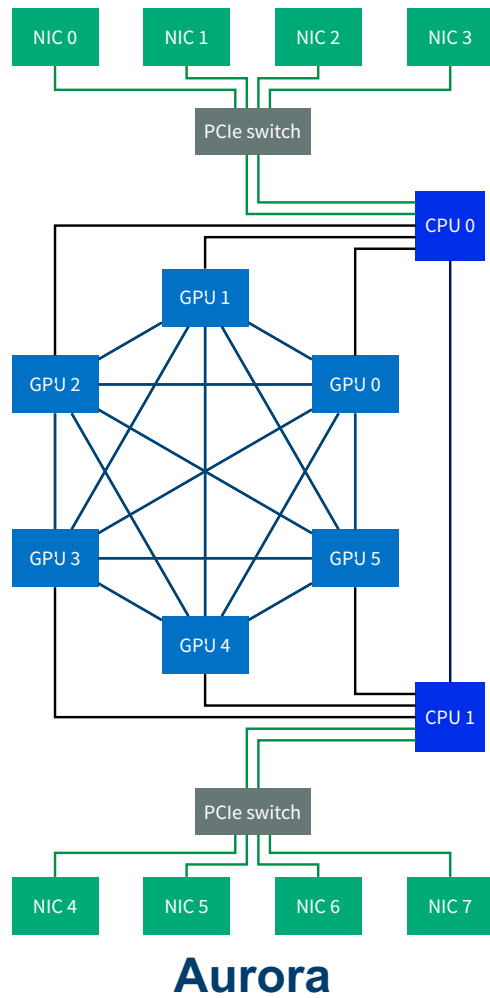 NIC 0
NIC 1
NIC 2
NIC 3
PCIe switch
CPU 0
GPU 1
GPU 2
GPU 0
GPU 3
GPU 5
GPU 4
CPU 1
PCIe switch
NIC 4
NIC 5
NIC 6
NIC 7
Aurora